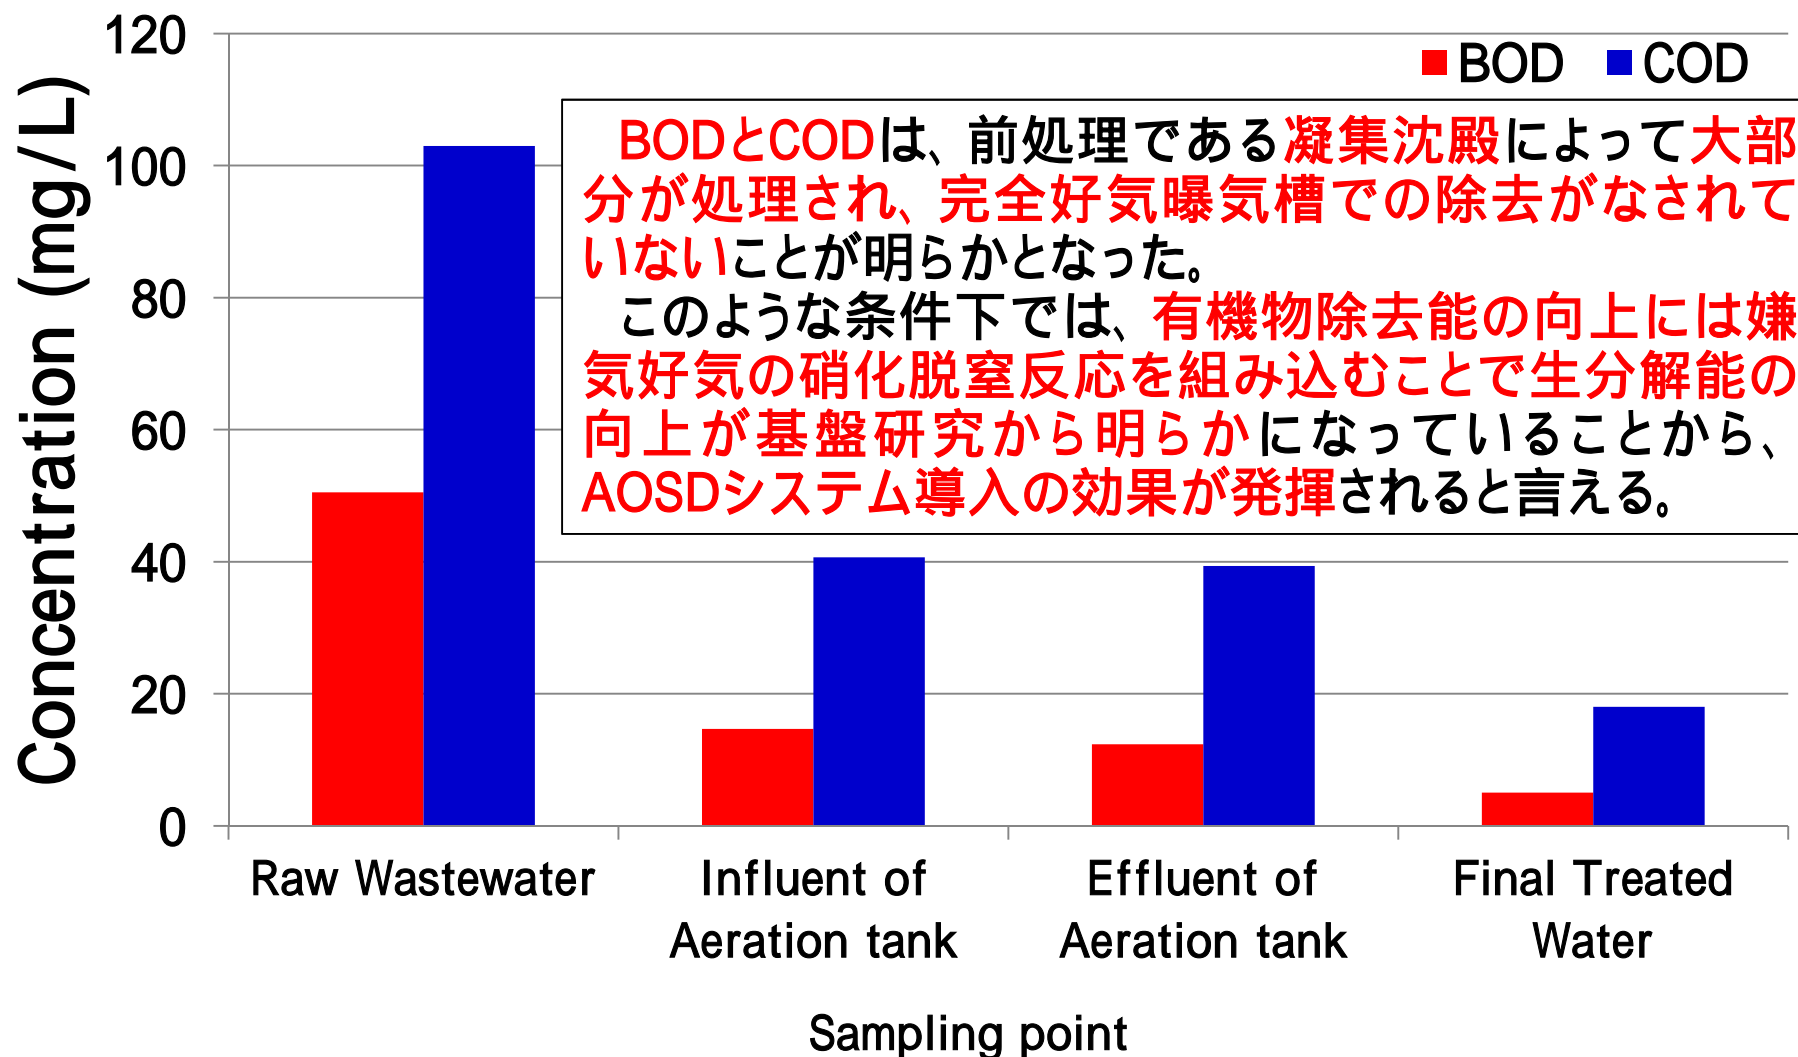 120
100
80
60
40
20
0
Concentration (mg/L)
BOD COD
BODとCODは、前処理である凝集沈殿によって大部
分が処理され、完全好気曝気槽での除去がなされて
いないことが明らかとなった。
このような条件下では、有機物除去能の向上には嫌
気好気の硝化脱窒反応を組み込むことで生分解能の
向上が基盤研究から明らかになっていることから、
AOSDシステム導入の効果が発揮されると言える。
Raw Wastewater
Influent of
Aeration tank
Effluent of
Aeration tank
Final Treated
Water
Sampling point